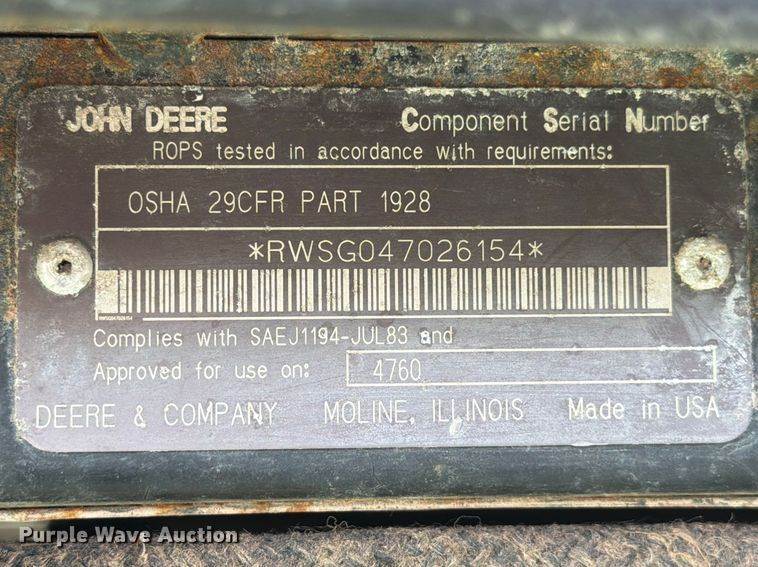 JOHN DEERE Component Serial Number
ROPS tested in accordance with requirements:
OSHA 29CFR PART 1928
*RWSG047026154*
RWSG047026154
Complies with SAEJ1194-JUL83 and
Approved for use on: 4760
DEERE & COMPANY MOLINE, ILLINOIS Made in USA
Purple Wave Auction